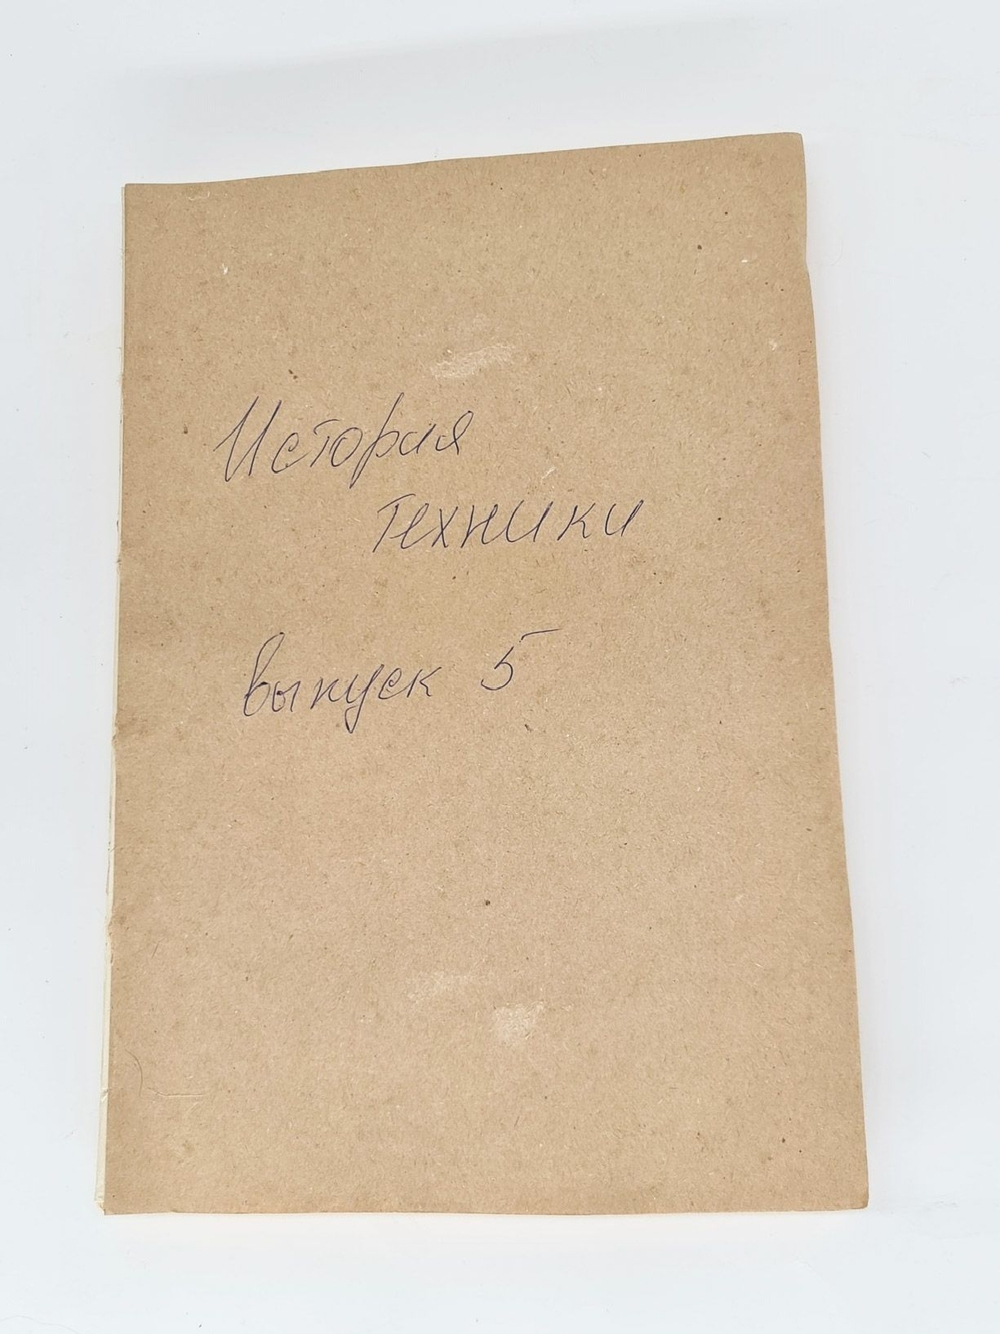 История
техники
выпуск 5